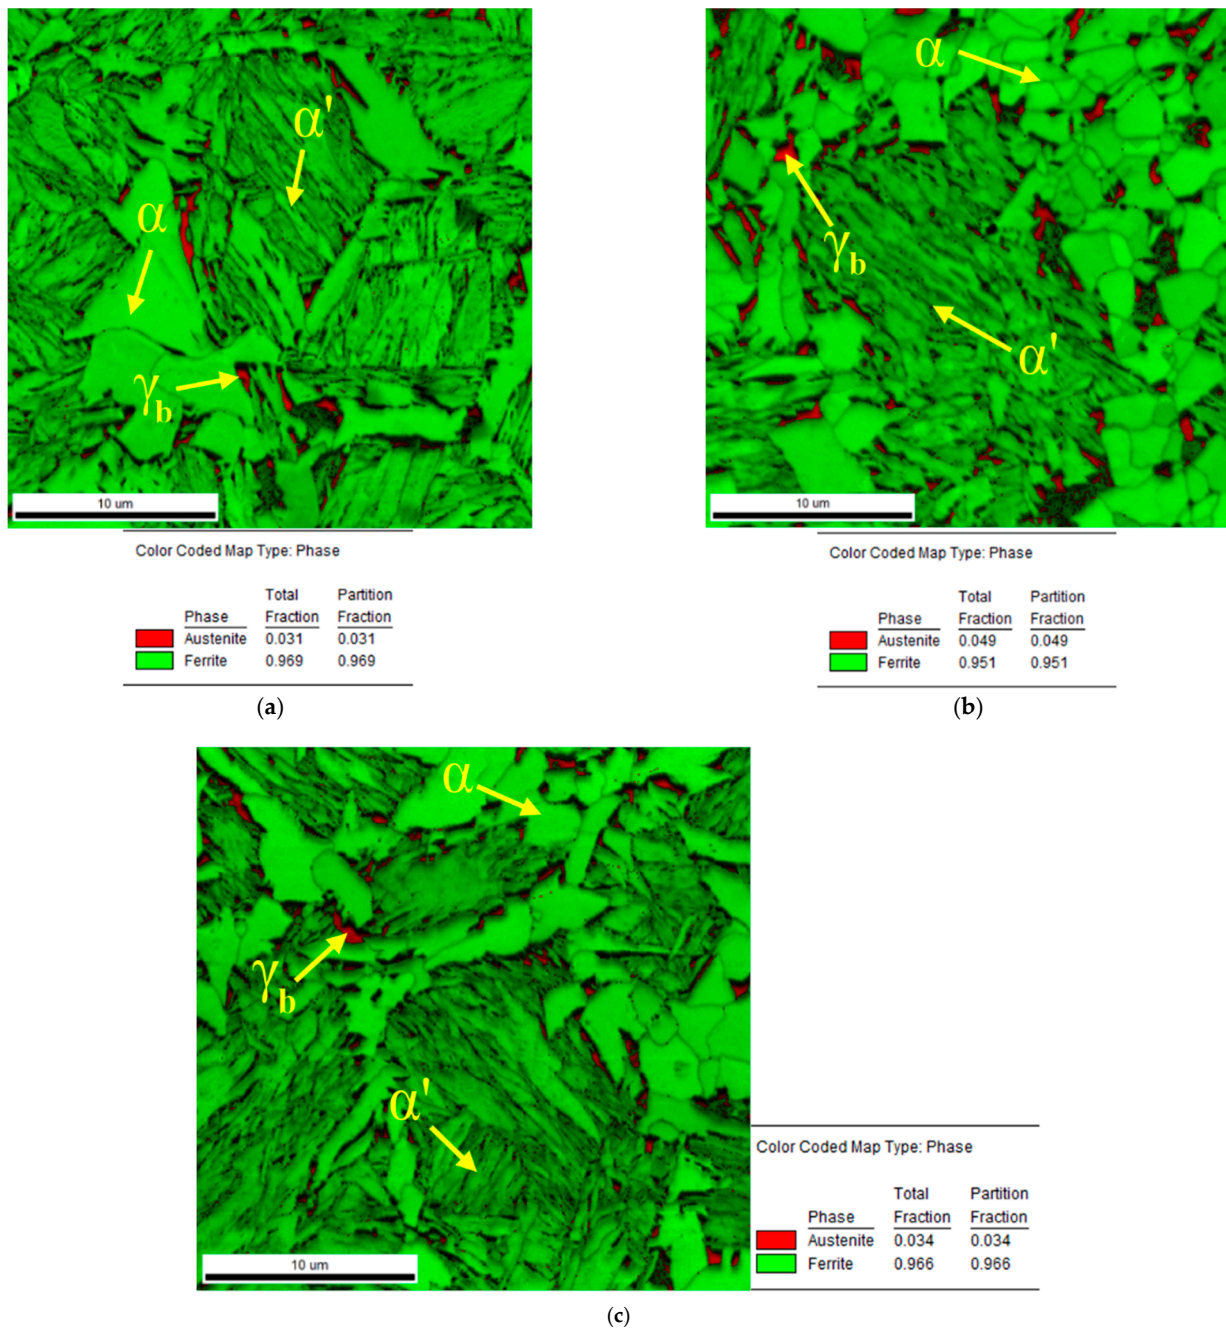 α'
α
γb
10 um
Color Coded Map Type: Phase
Total Partition
Phase Fraction Fraction
Austenite 0.031 0.031
Ferrite 0.969 0.969
(a)
α
γb
α'
10 um
Color Coded Map Type: Phase
Total Partition
Phase Fraction Fraction
Austenite 0.049 0.049
Ferrite 0.951 0.951
(b)
α
γb
α'
10 um
Color Coded Map Type: Phase
Total Partition
Phase Fraction Fraction
Austenite 0.034 0.034
Ferrite 0.966 0.966
(c)